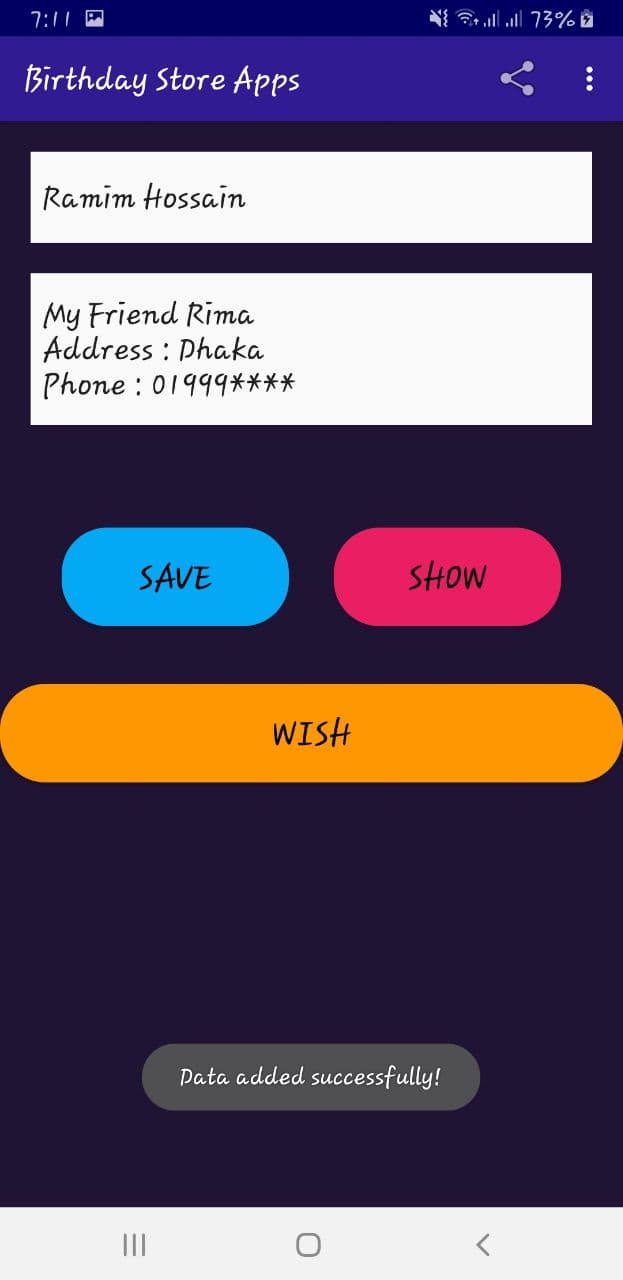 7:11 73%
Birthday Store Apps
Ramim Hossain
My Friend Rima
Address : Dhaka
Phone : 01999****
SAVE SHOW
WISH
Data added successfully!